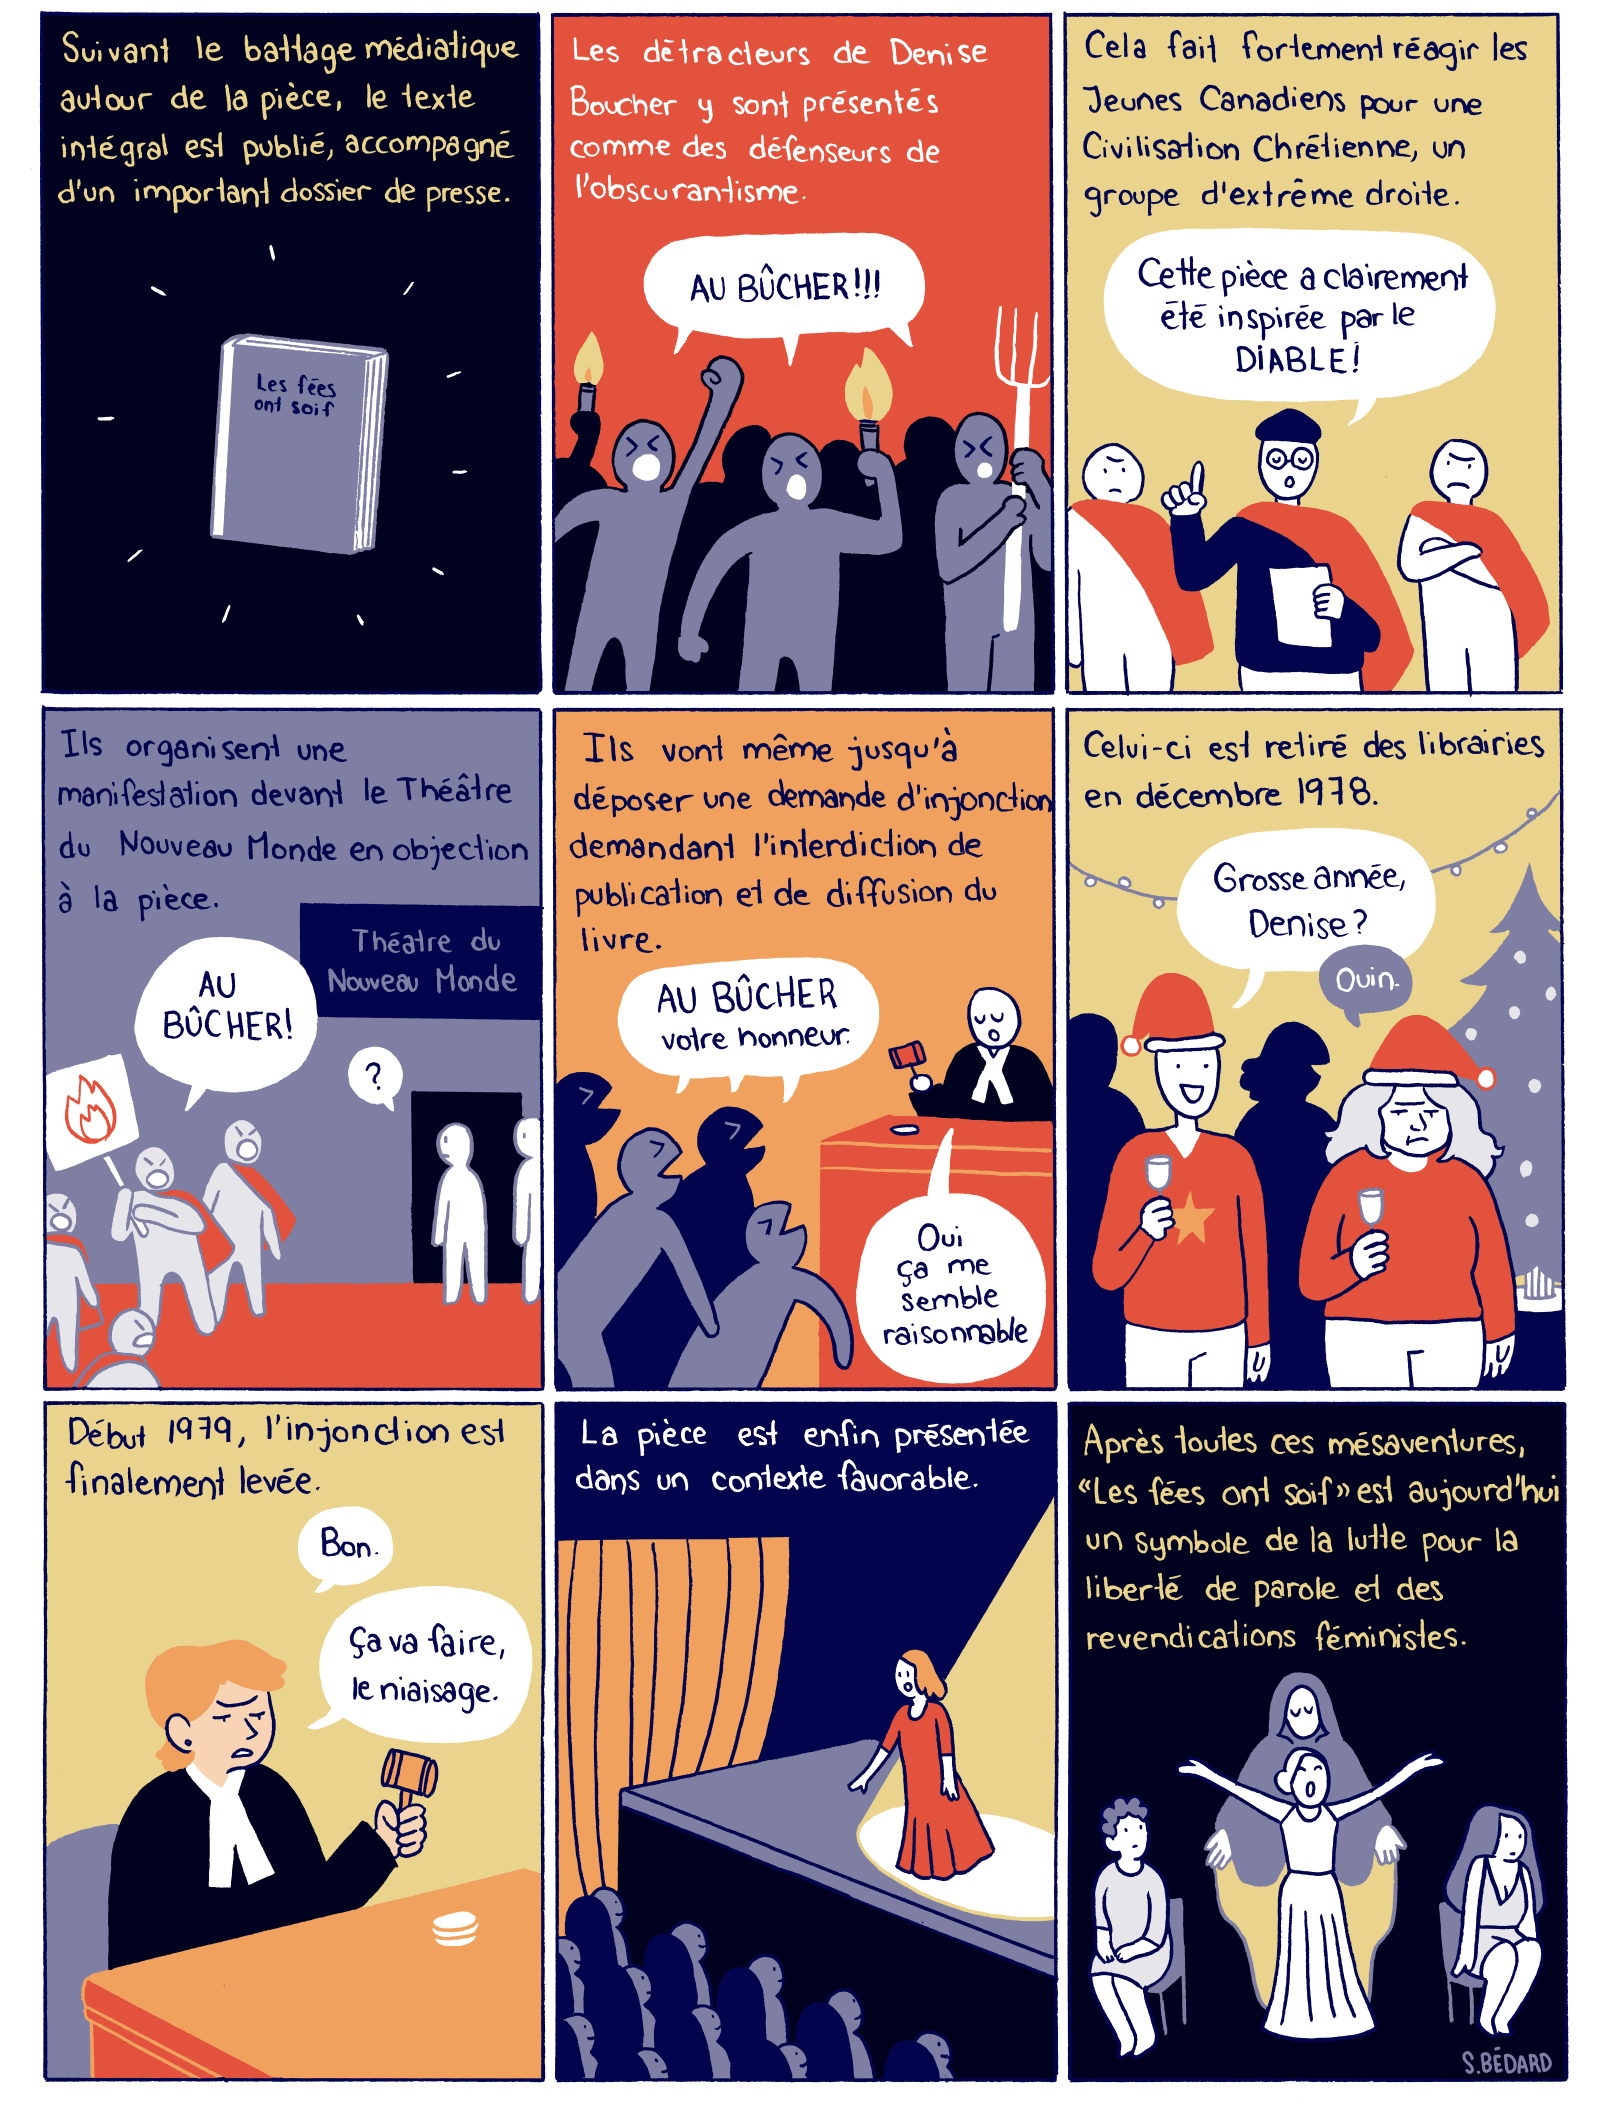 Suivant le battage médiatique
autour de la pièce, le texte
intégral est publié, accompagné
d'un important dossier de presse.
Les fées
ont soif
Les détracteurs de Denise
Boucher y sont présentés
comme des défenseurs de
l'obscurantisme.
AU BÛCHER!!!
Cela fait fortement réagir les
Jeunes Canadiens pour une
Civilisation Chrétienne, un
groupe d'extrême droite.
Cette pièce a clairement
été inspirée par le
DIABLE!
Ils organisent une
manifestation devant le Théâtre
du Nouveau Monde en objection
à la pièce.
Théatre du
Nouveau Monde
AU
BÛCHER!
?
Ils vont même jusqu'à
déposer une demande d'injonction
demandant l'interdiction de
publication et de diffusion du
livre.
AU BÛCHER
votre honneur.
Oui
ça me
semble
raisonnable
Celui-ci est retiré des librairies
en décembre 1978.
Grosse année,
Denise?
Ouin.
Début 1979, l'injonction est
finalement levée.
Bon.
Ça va faire,
le niaisage.
La pièce est enfin présentée
dans un contexte favorable.
Après toutes ces mésaventures,
«Les fées ont soif» est aujourd'hui
un symbole de la lutte pour la
liberté de parole et des
revendications féministes.
S.BÉDARD